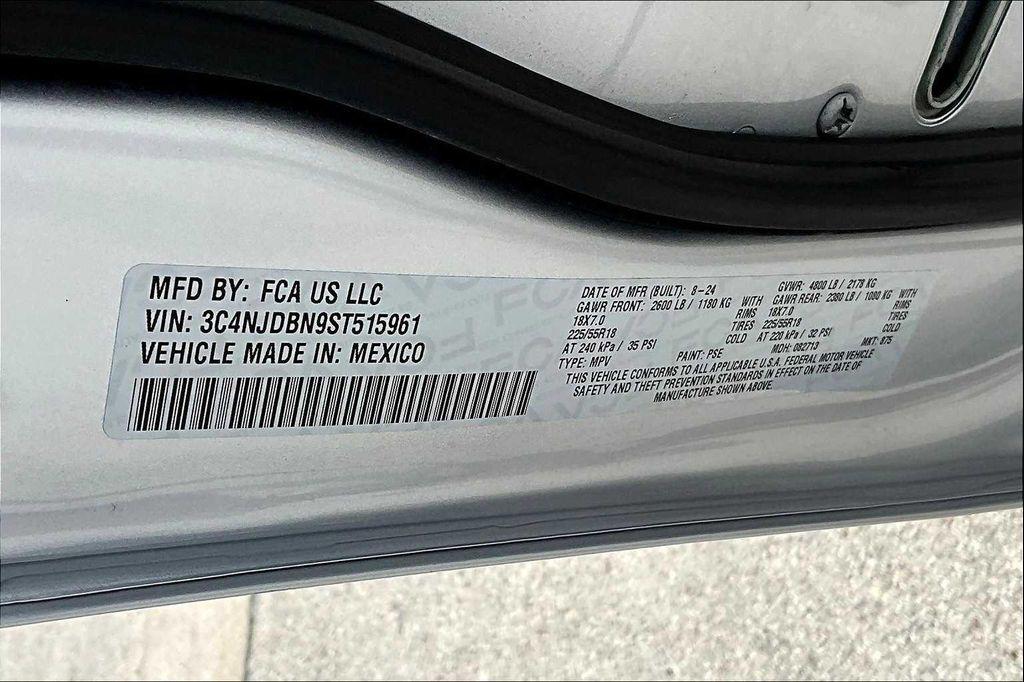 MFD BY: FCA US LLC
VIN: 3C4NJDBN9ST515961
VEHICLE MADE IN: MEXICO
DATE OF MFR (BUILT): 8-24 GVWR: 4800 LB / 2178 KG
GAWR FRONT: 2600 LB / 1180 KG WITH GAWR REAR: 2380 LB / 1080 KG WITH
18X7.0 RIMS 18X7.0 RIMS
225/55R18 TIRES 225/55R18 TIRES
AT 240 kPa / 35 PSI COLD AT 220 kPa / 32 PSI COLD
TYPE: MPV PAINT: PSE MDH: 082713 MKT: 875
THIS VEHICLE CONFORMS TO ALL APPLICABLE U.S.A. FEDERAL MOTOR VEHICLE
SAFETY AND THEFT PREVENTION STANDARDS IN EFFECT ON THE DATE OF
MANUFACTURE SHOWN ABOVE.